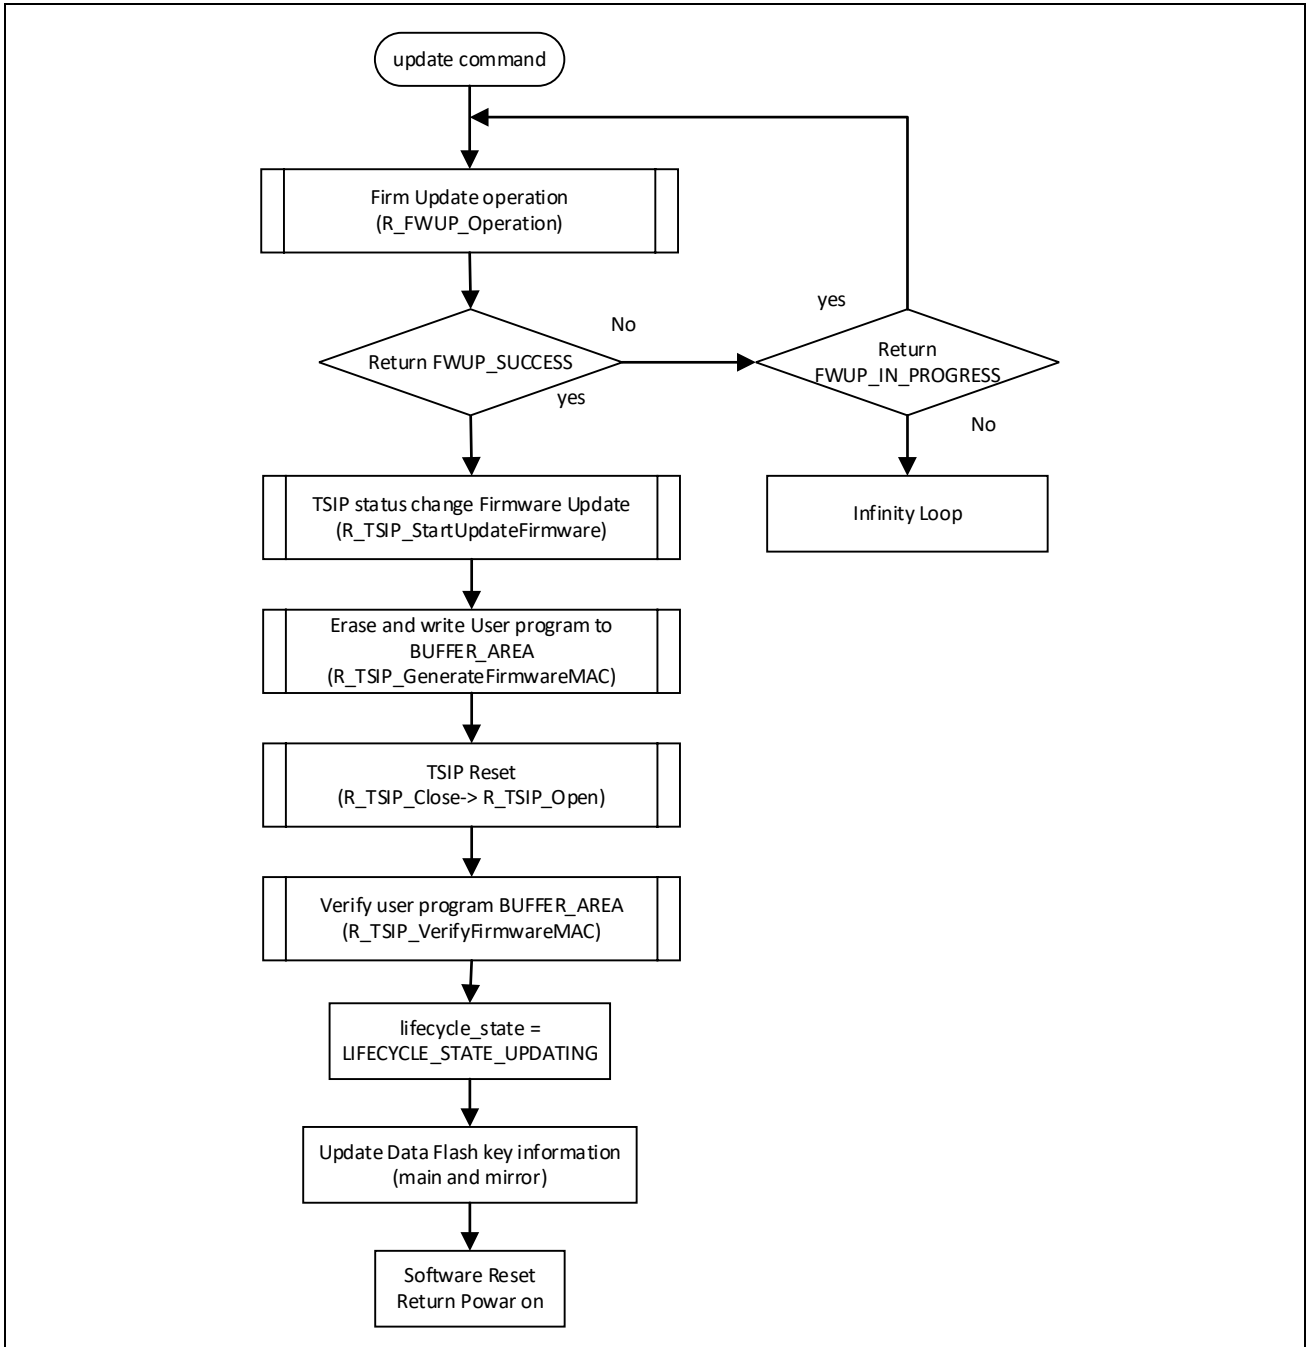 update command
Firm Update operation
(R_FWUP_Operation)
yes
No
Return FWUP_SUCCESS
Return
FWUP_IN_PROGRESS
yes
No
TSIP status change Firmware Update
(R_TSIP_StartUpdateFirmware)
Infinity Loop
Erase and write User program to
BUFFER_AREA
(R_TSIP_GenerateFirmwareMAC)
TSIP Reset
(R_TSIP_Close-> R_TSIP_Open)
Verify user program BUFFER_AREA
(R_TSIP_VerifyFirmwareMAC)
lifecycle_state =
LIFECYCLE_STATE_UPDATING
Update Data Flash key information
(main and mirror)
Software Reset
Return Powar on